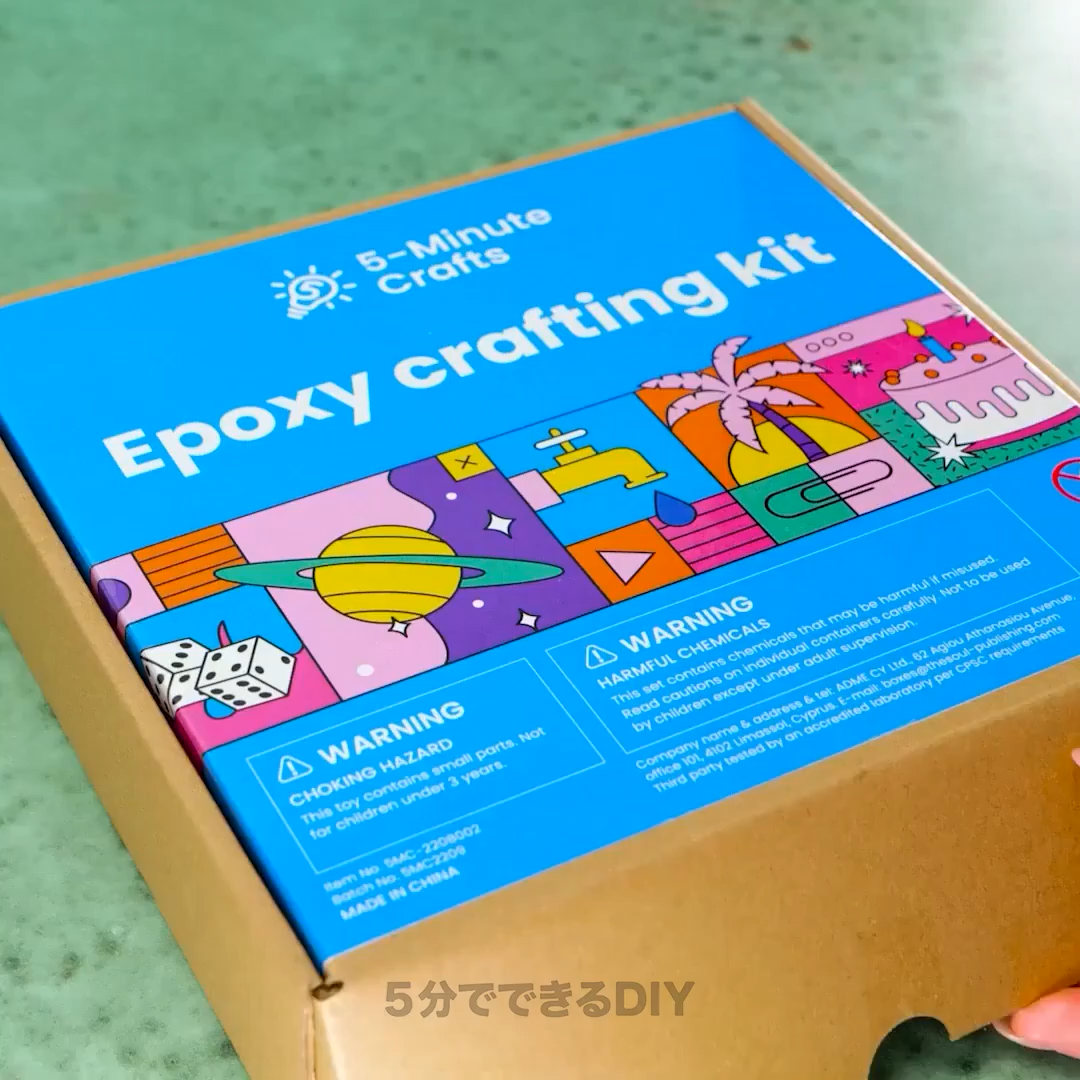 5-Minute
Crafts
Epoxy crafting kit
WARNING
HARMFUL CHEMICALS
This set contains chemicals that may be harmful if misused.
Read cautions on individual containers carefully. Not to be used
by children except under adult supervision.
WARNING
CHOKING HAZARD
This toy contains small parts. Not
for children under 3 years.
Company name & address & tel: ADME CY Ltd., 82 Agiou Athanasiou Avenue,
office 101, 4102 Limassol, Cyprus. E-mail: boxes@thesoul-publishing.com
Third party tested by an accredited laboratory per CPSC requirements
Item No. 5MC-2208002
Batch No. 5MC2209
MADE IN CHINA
5分でできるDIY